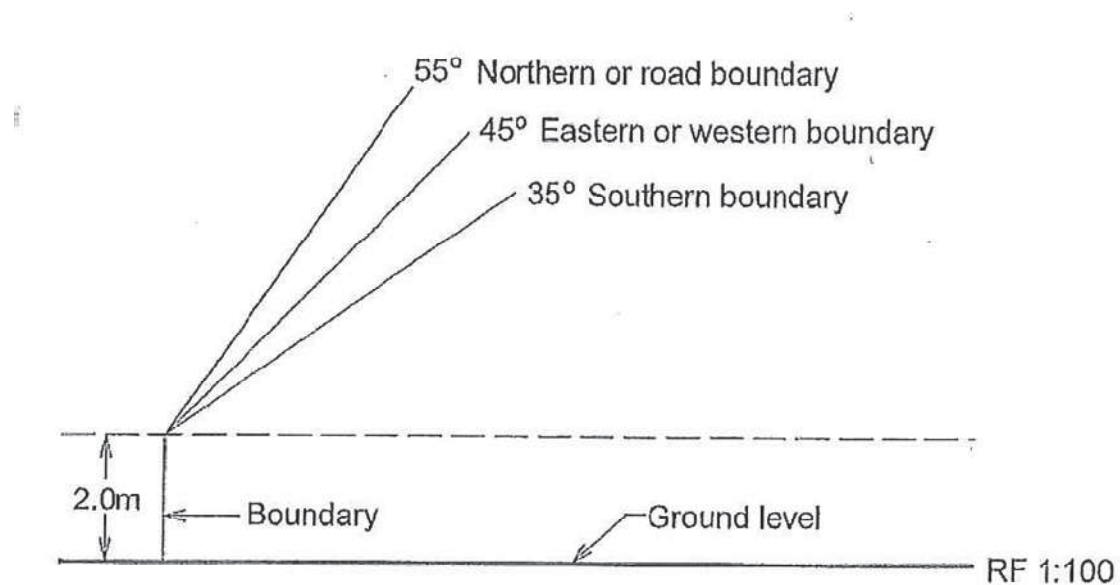 55° Northern or road boundary
45° Eastern or western boundary
35° Southern boundary
2.0m
Boundary
Ground level
RF 1:100